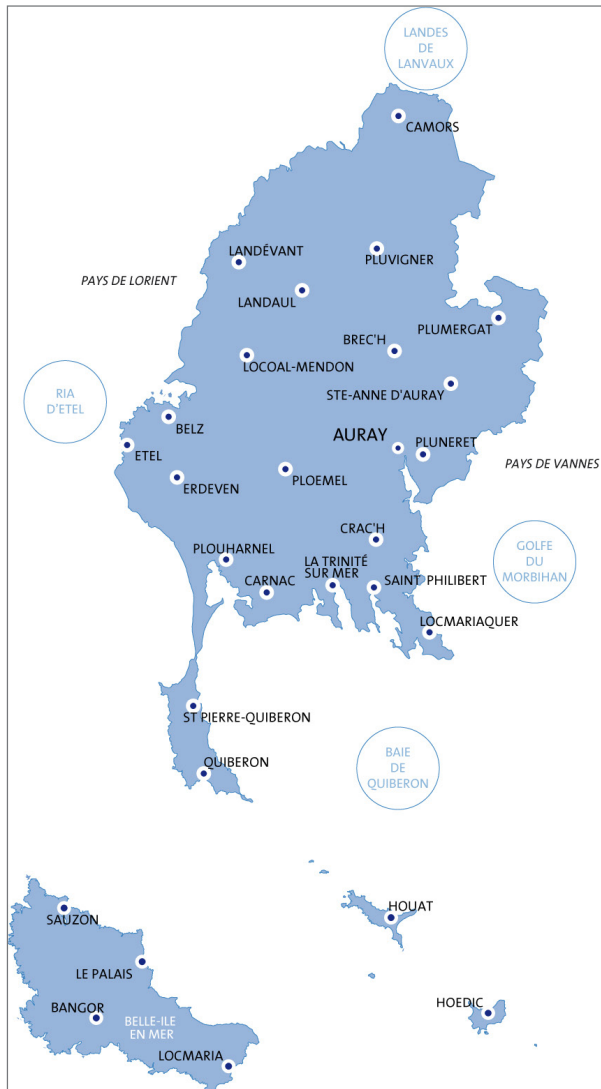 LANDES
DE
LANVAUX
CAMORS
LANDÉVANT
PLUVIGNER
PAYS DE LORIENT
LANDAUL
PLUMERGAT
BREC'H
LOCOAL-MENDON
RIA
D'ETEL
STE-ANNE D'AURAY
BELZ
AURAY
PLUNERET
ETEL
PAYS DE VANNES
PLOEMEL
ERDEVEN
CRAC'H
GOLFE
DU
MORBIHAN
PLOUHARNEL
LA TRINITÉ
SUR MER
CARNAC
SAINT PHILIBERT
LOCMARIAQUER
ST PIERRE-QUIBERON
BAIE
DE
QUIBERON
QUIBERON
HOUAT
SAUZON
LE PALAIS
HOEDIC
BANGOR
BELLE-ILE
EN MER
LOCMARIA